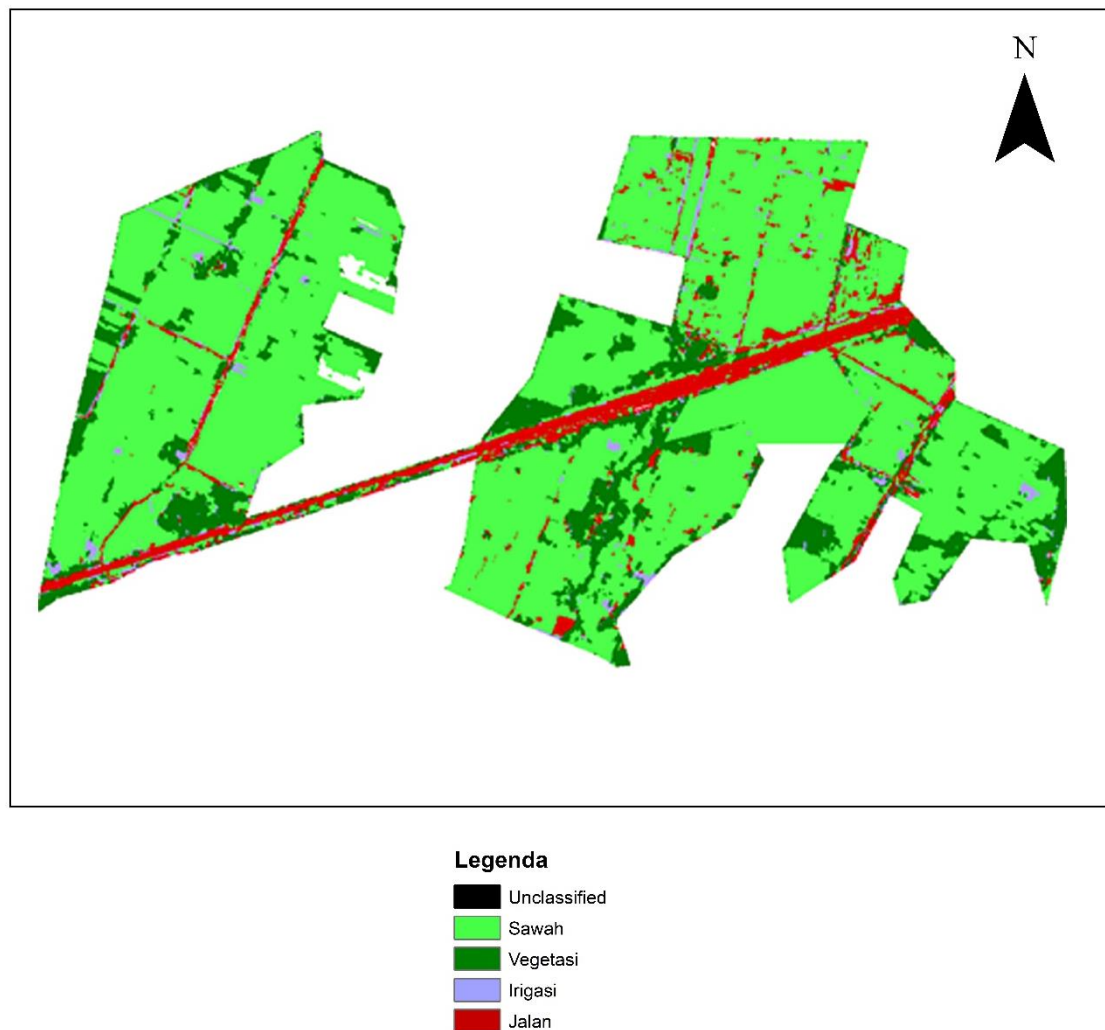 N
Legenda
Unclassified
Sawah
Vegetasi
Irigasi
Jalan